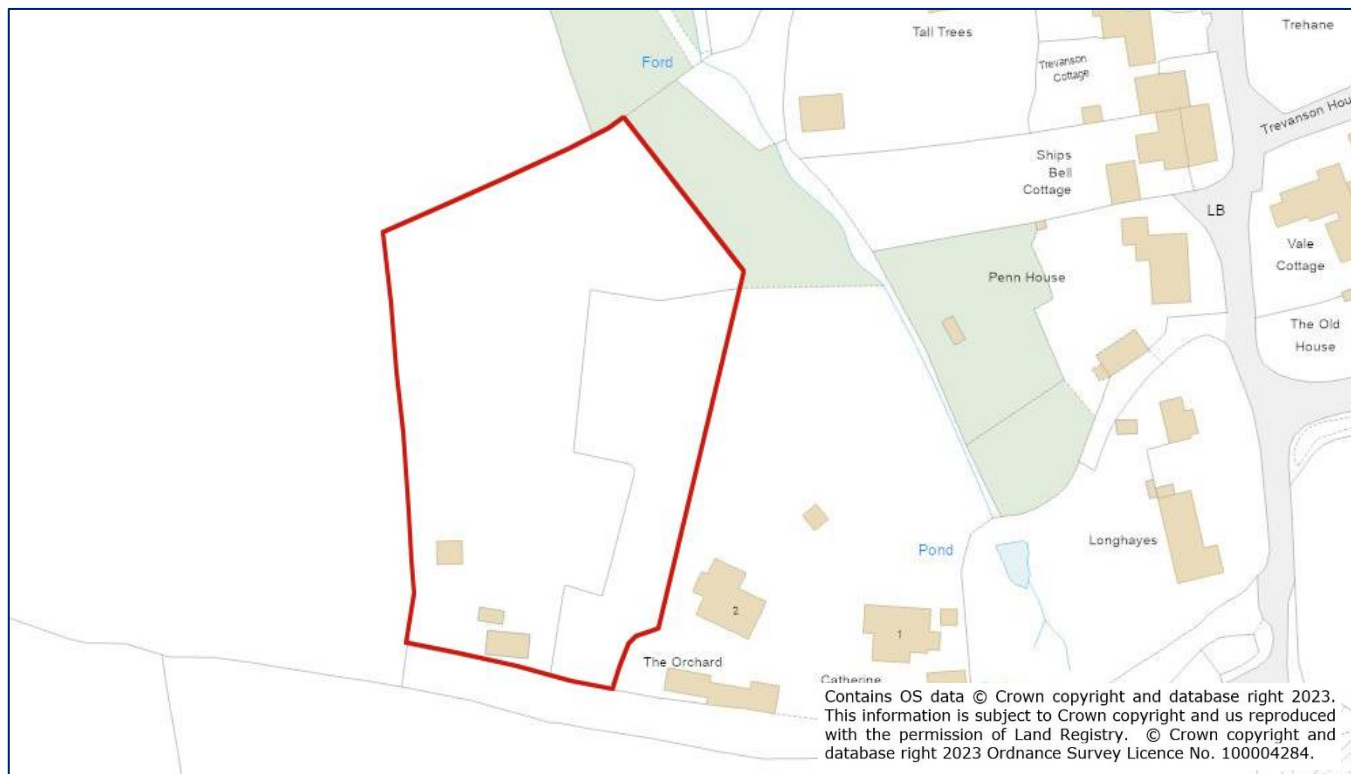 Trehane
Tall Trees
Ford
Trevanson
Cottage
Trevanson Hou
Ships
Bell
Cottage
LB
Vale
Cottage
Penn House
The Old
House
Longhayes
Pond
2
1
The Orchard
Catherine
Contains OS data © Crown copyright and database right 2023.
This information is subject to Crown copyright and us reproduced
with the permission of Land Registry. © Crown copyright and
database right 2023 Ordnance Survey Licence No. 100004284.